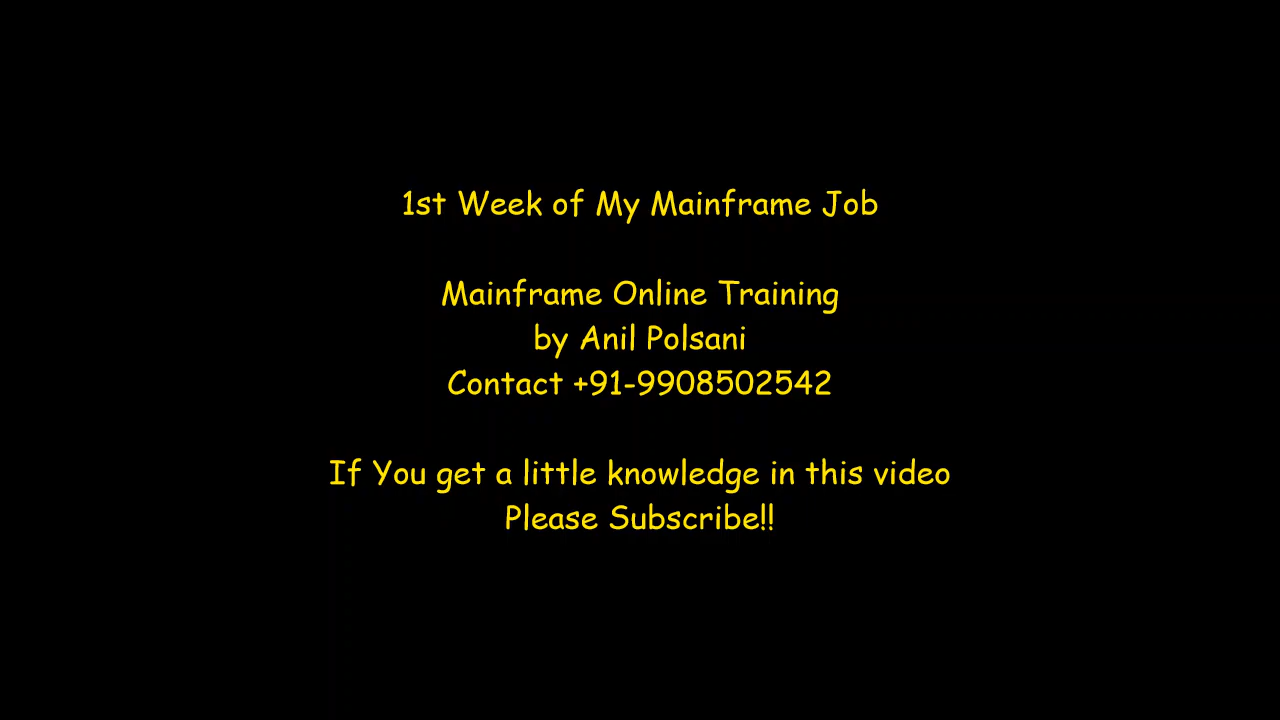 1st Week of My Mainframe Job
Mainframe Online Training
by Anil Polsani
Contact +91-9908502542
If You get a little knowledge in this video
Please Subscribe!!